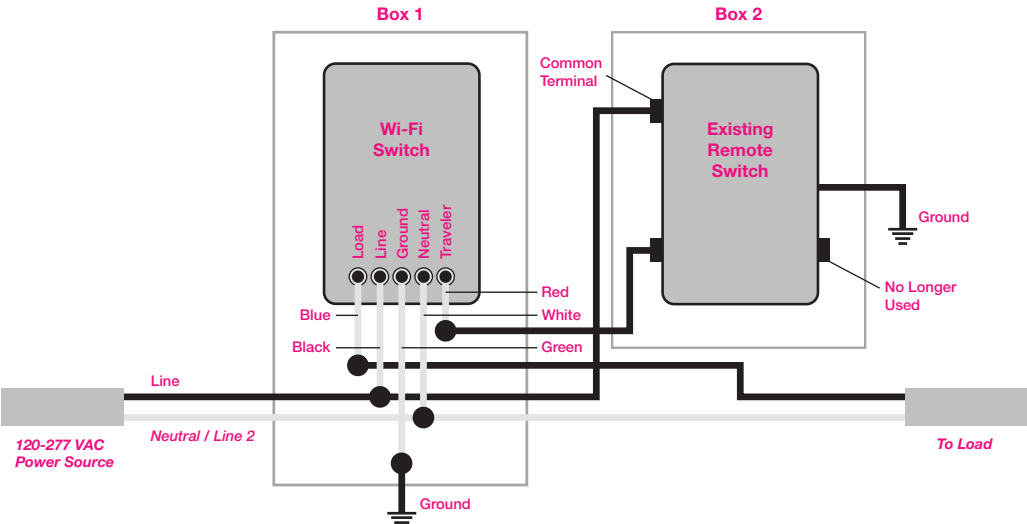 Box 1
Box 2
Common
Terminal
Wi-Fi
Switch
Existing
Remote
Switch
Load
Line
Ground
Neutral
Traveler
Ground
Red
No Longer
Used
Blue
White
Black
Green
Line
Neutral / Line 2
120-277 VAC
Power Source
To Load
Ground